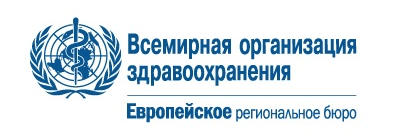 Всемирная организация
здравоохранения
Европейское региональное бюро